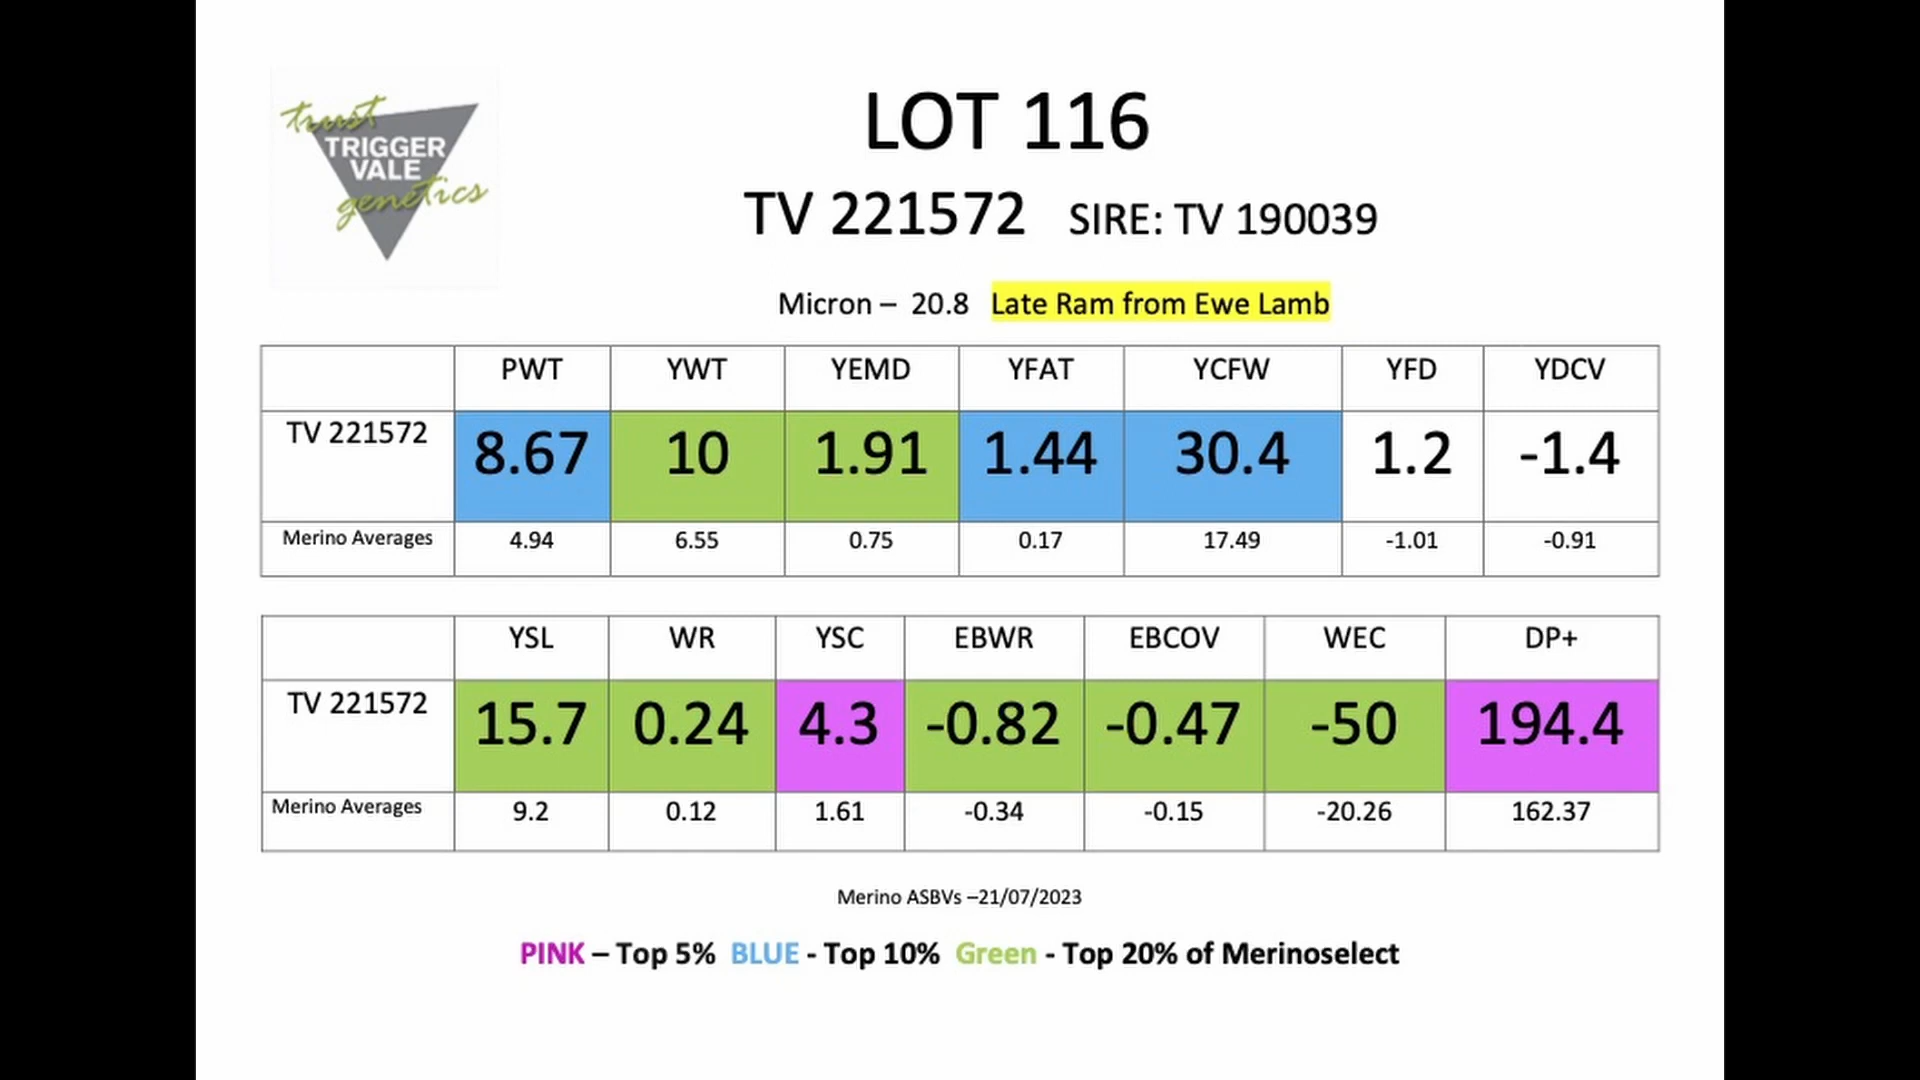 trust
TRIGGER
VALE
genetics
LOT 116
TV 221572 SIRE: TV 190039
Micron – 20.8 Late Ram from Ewe Lamb
PWT YWT YEMD YFAT YCFW YFD YDCV
TV 221572 8.67 10 1.91 1.44 30.4 1.2 -1.4
Merino Averages 4.94 6.55 0.75 0.17 17.49 -1.01 -0.91
YSL WR YSC EBWR EBCOV WEC DP+
TV 221572 15.7 0.24 4.3 -0.82 -0.47 -50 194.4
Merino Averages 9.2 0.12 1.61 -0.34 -0.15 -20.26 162.37
Merino ASBVs –21/07/2023
PINK – Top 5% BLUE - Top 10% Green - Top 20% of Merinoselect